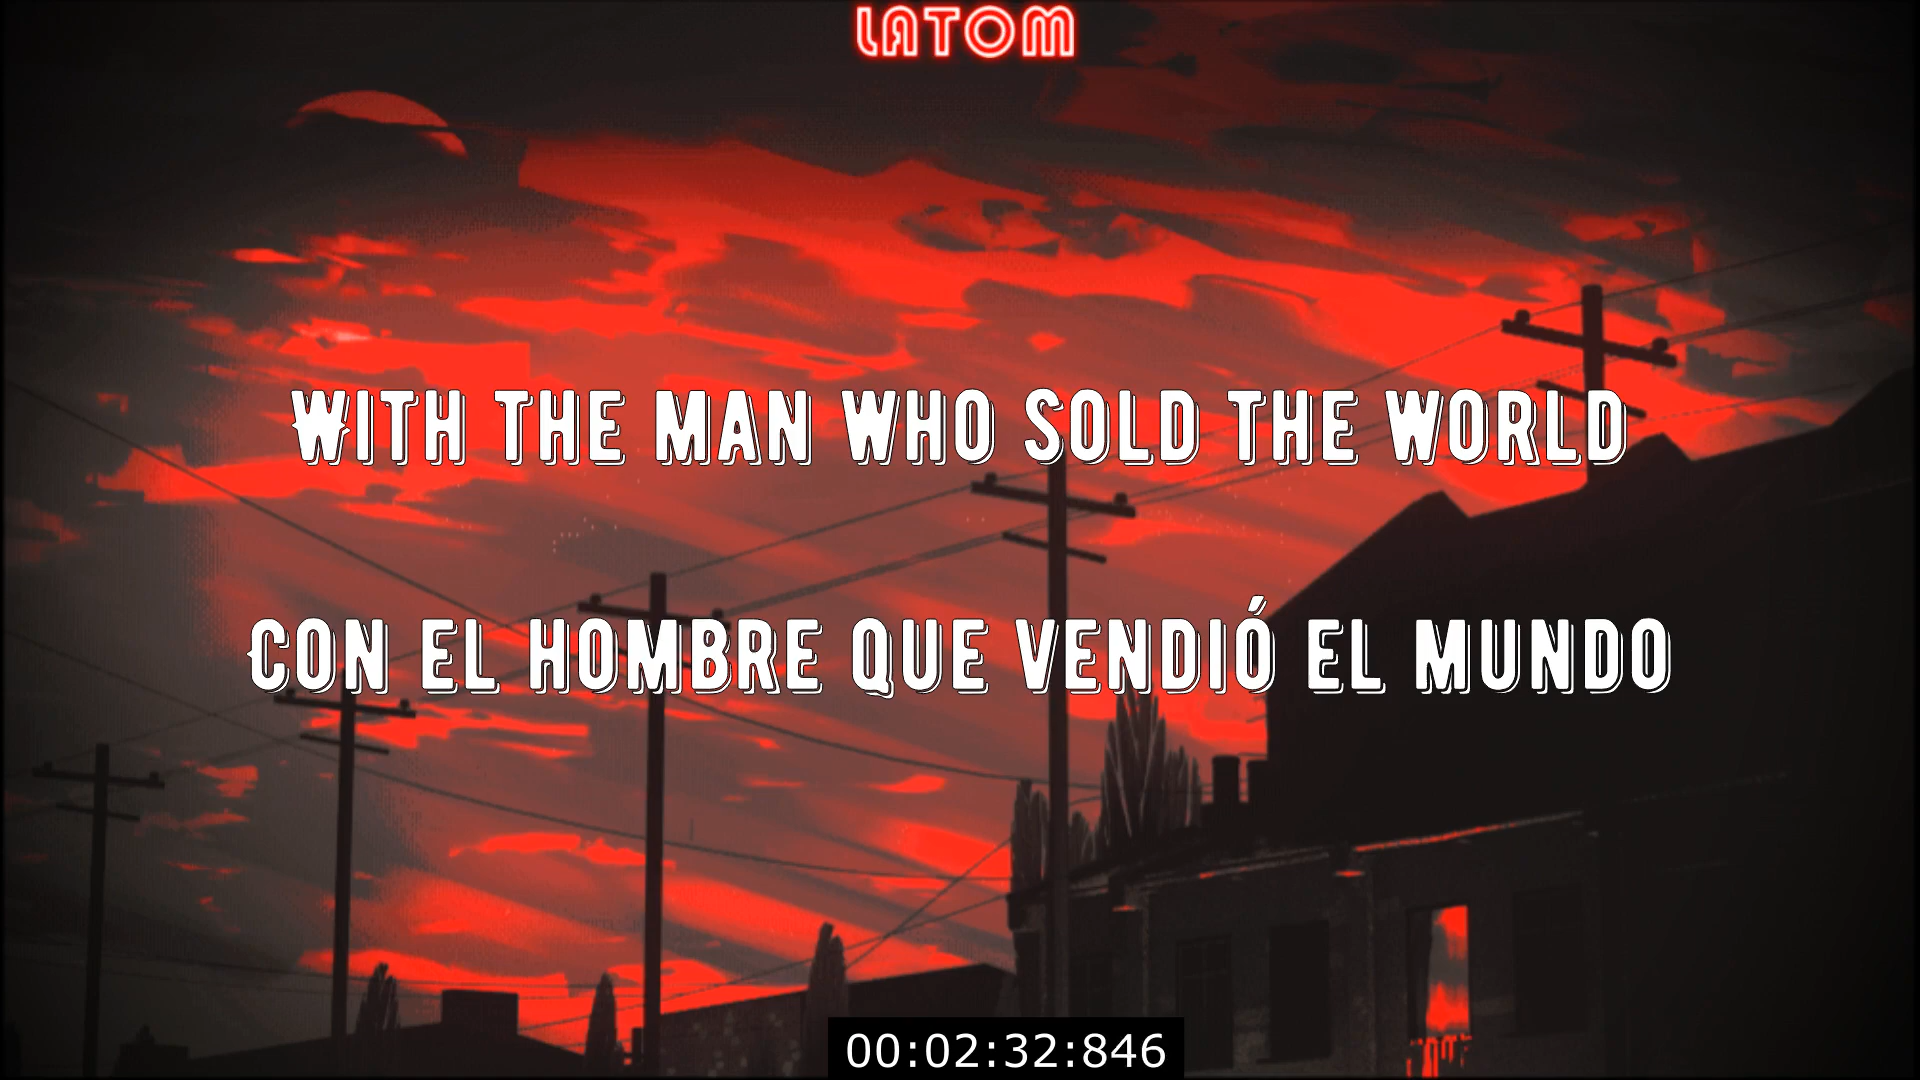 LATOM
WITH THE MAN WHO SOLD THE WORLD
CON EL HOMBRE QUE VENDIÓ EL MUNDO
00:02:32:846